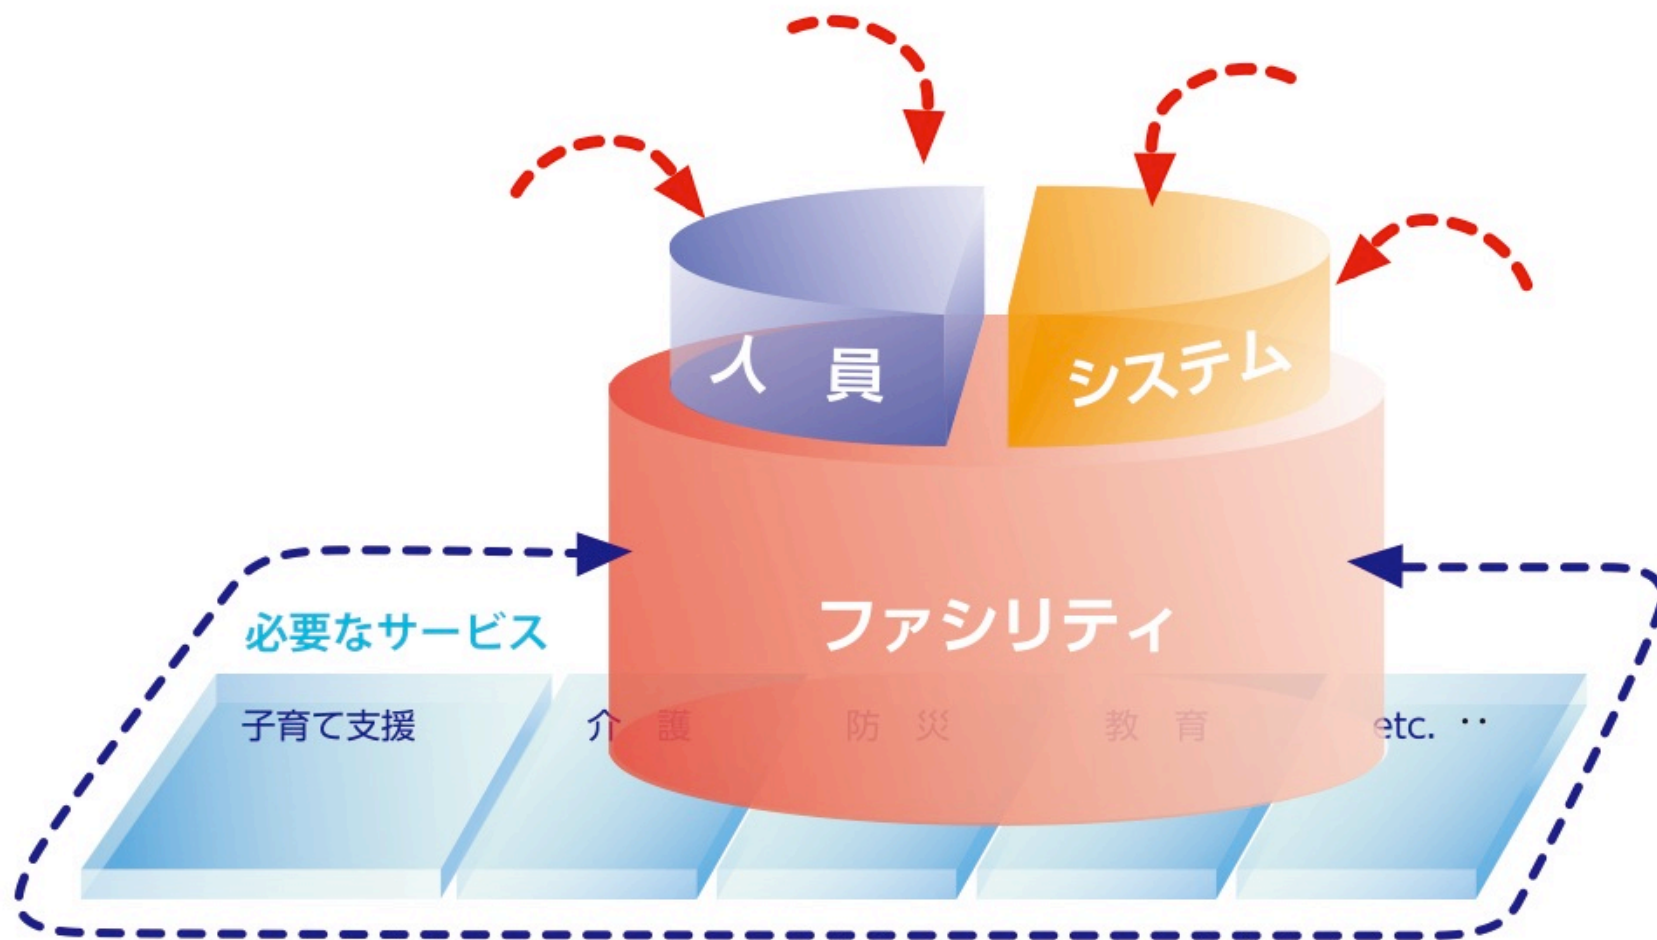 人 員
システム
ファシリティ
必要なサービス
子育て支援
介 護
防 災
教 育
etc. ‥